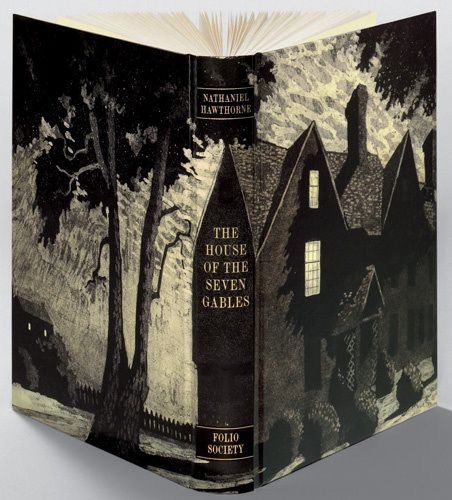 NATHANIEL
HAWTHORNE
THE
HOUSE
OF THE
SEVEN
GABLES
FOLIO
SOCIETY